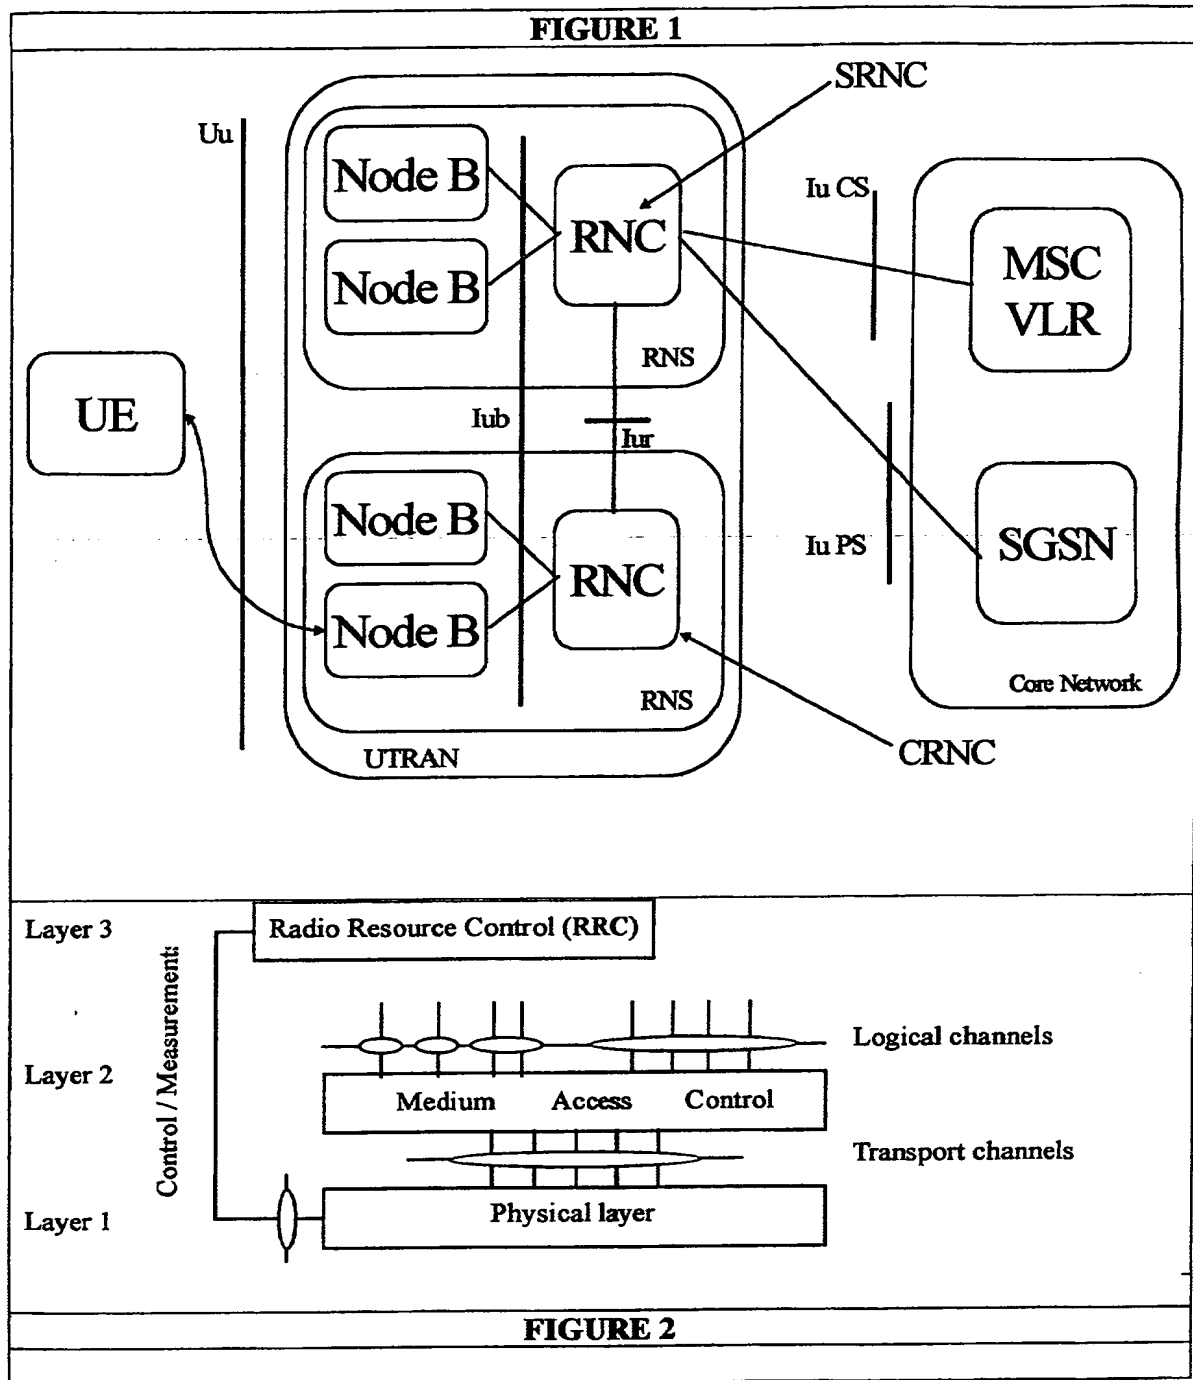 FIGURE 1
SRNC
Uu
Node B
RNC
Iu CS
MSC
VLR
Node B
RNS
UE
Iub
Iur
Node B
Iu PS
SGSN
RNC
Node B
Core Network
RNS
UTRAN
CRNC
Layer 3
Radio Resource Control (RRC)
Control / Measurements
Logical channels
Layer 2
Medium Access Control
Transport channels
Layer 1
Physical layer
FIGURE 2